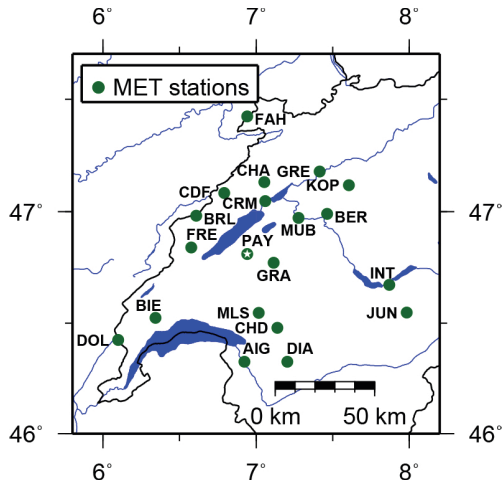 6° 7° 8°
MET stations
FAH
CHA GRE
KOP
CDF
CRM
47° BRL MUB BER 47°
FRE PAY
GRA
INT
BIE MLS JUN
CHD
DOL AIG DIA
0 km 50 km
46° 46°
6° 7° 8°